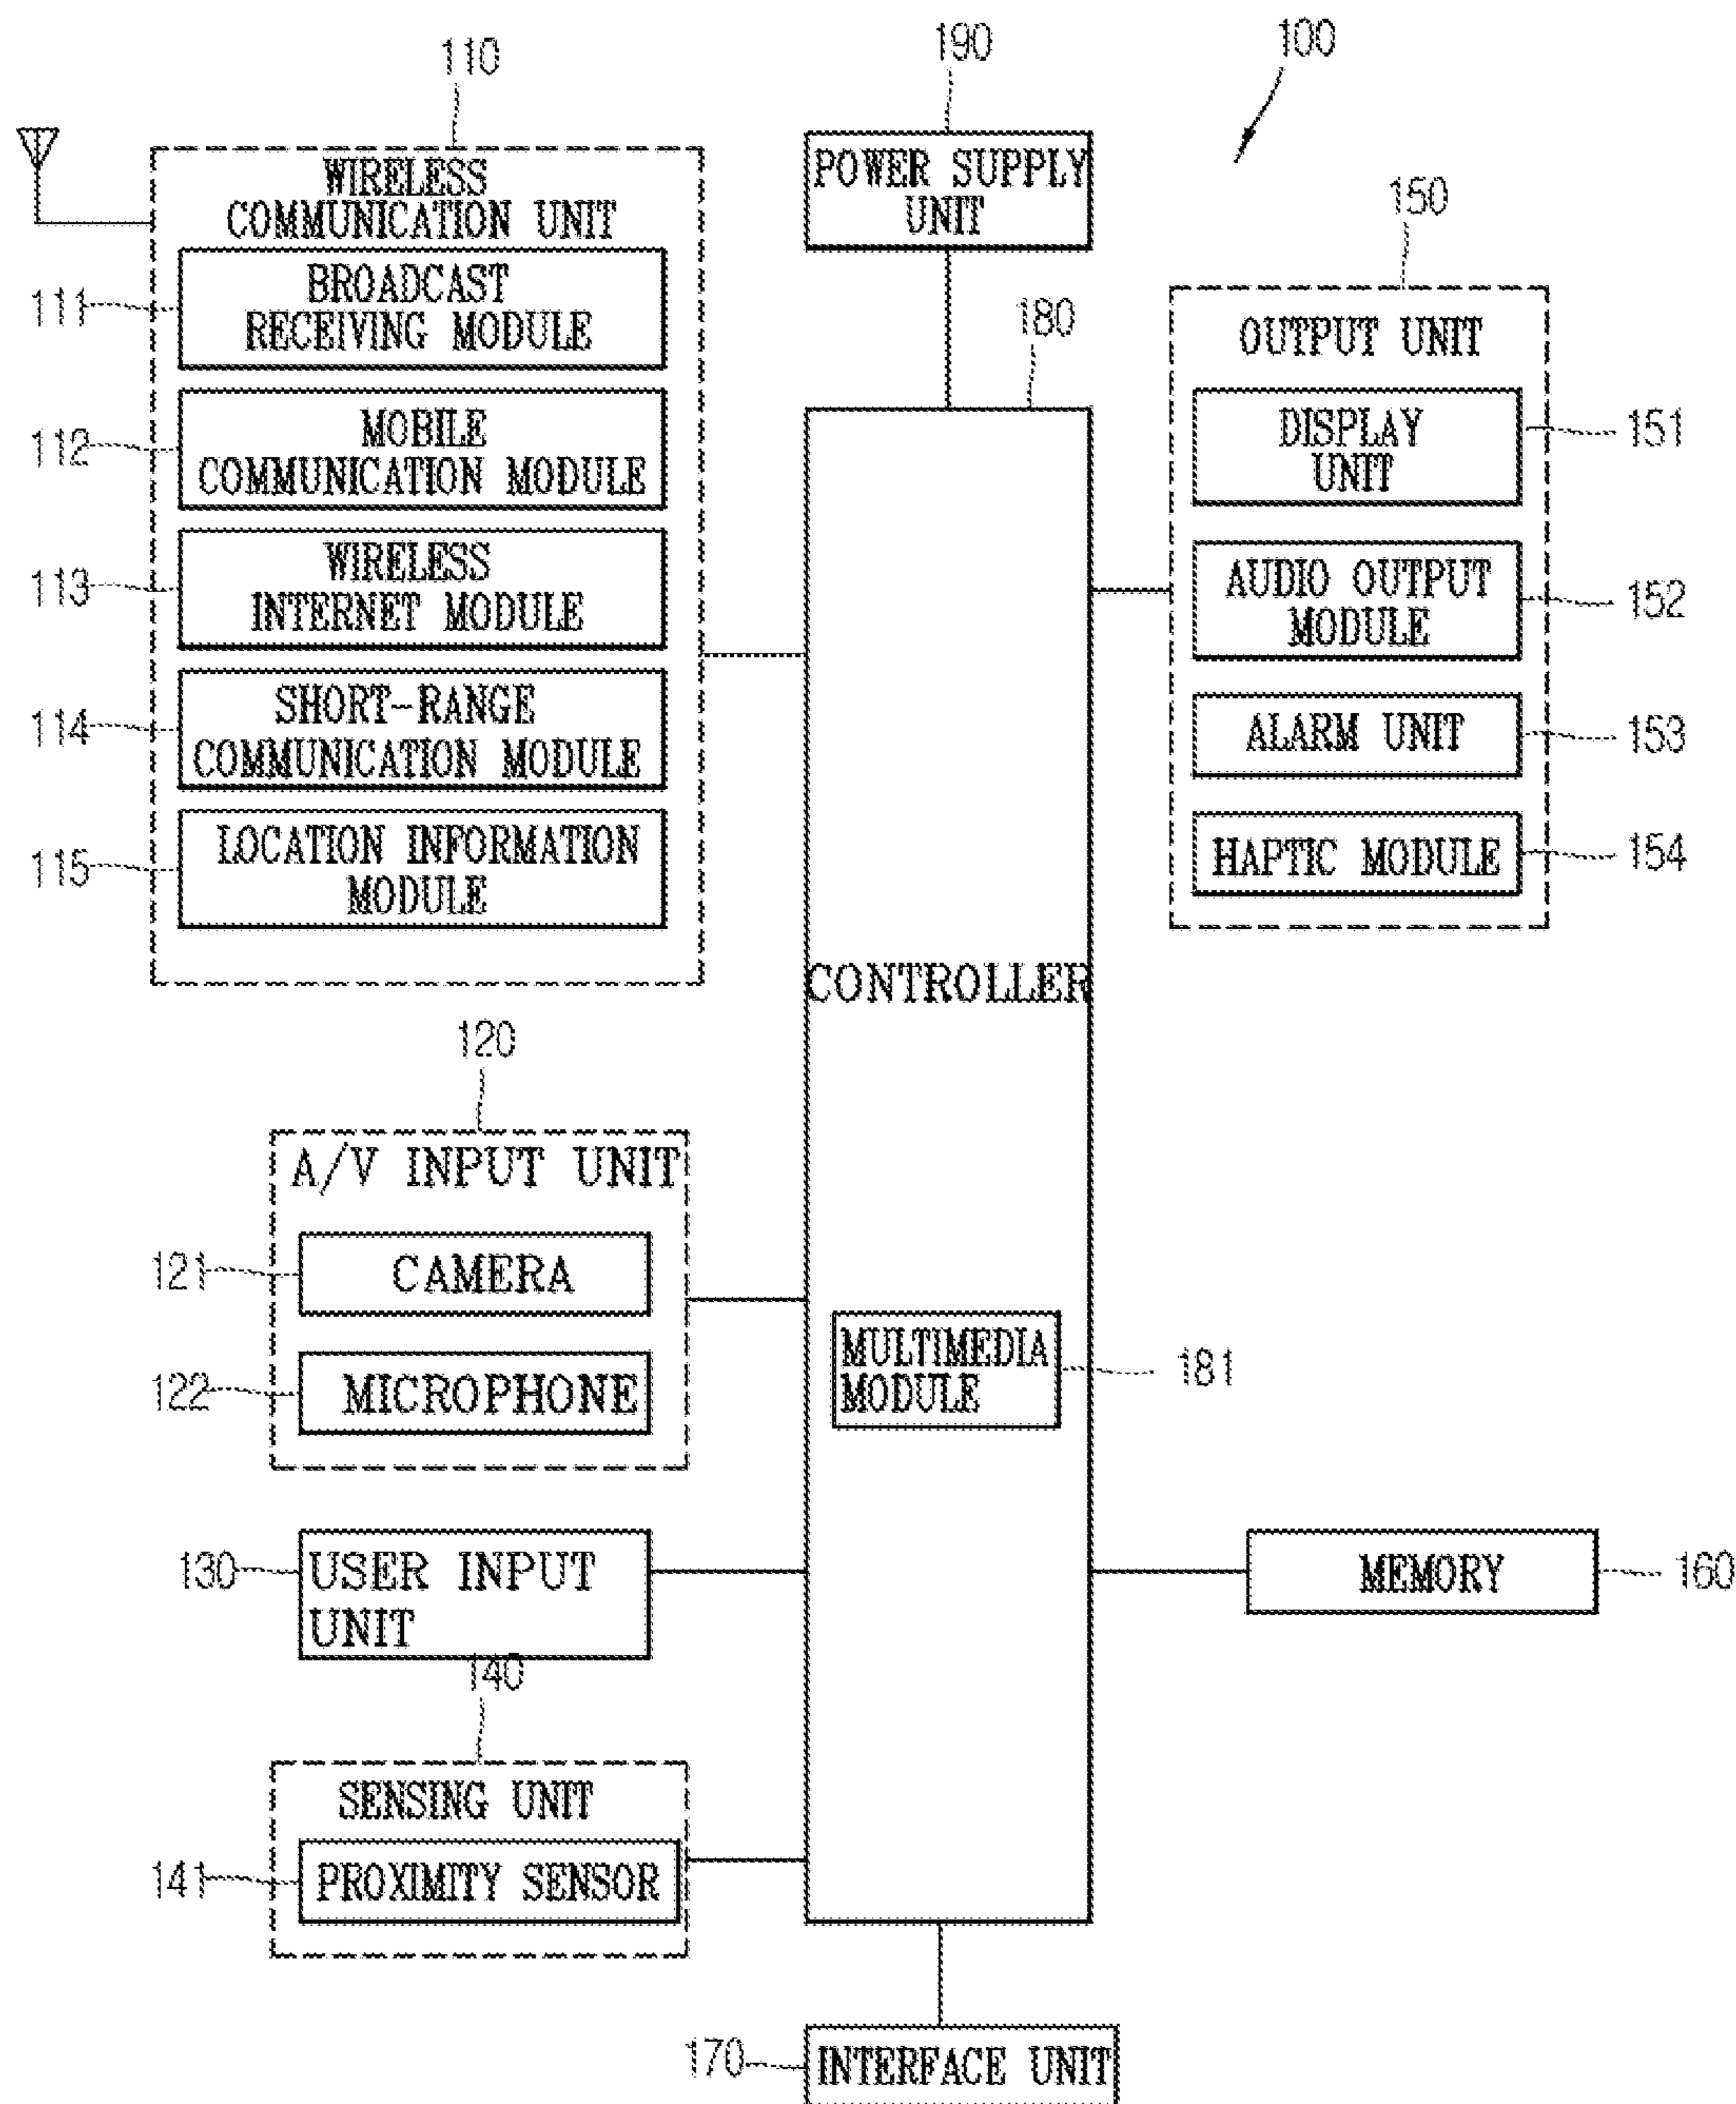 110
190
100
WIRELESS
COMMUNICATION UNIT
POWER SUPPLY
UNIT
150
111
BROADCAST
RECEIVING MODULE
180
OUTPUT UNIT
112
MOBILE
COMMUNICATION MODULE
DISPLAY
UNIT
151
113
WIRELESS
INTERNET MODULE
AUDIO OUTPUT
MODULE
152
114
SHORT-RANGE
COMMUNICATION MODULE
ALARM UNIT
153
115
LOCATION INFORMATION
MODULE
HAPTIC MODULE
154
CONTROLLER
120
A/V INPUT UNIT
121
CAMERA
122
MICROPHONE
MULTIMEDIA
MODULE
181
130
USER INPUT
UNIT
MEMORY
160
140
SENSING UNIT
141
PROXIMITY SENSOR
170
INTERFACE UNIT